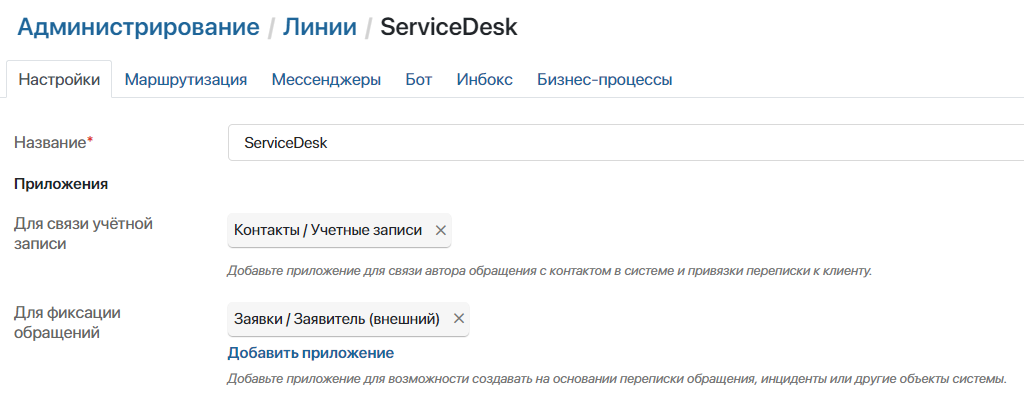 Администрирование / Линии / ServiceDesk
Настройки Маршрутизация Мессенджеры Бот Инбокс Бизнес-процессы
Название* ServiceDesk
Приложения
Для связи учётной записи
Контакты / Учетные записи ×
Добавьте приложение для связи автора обращения с контактом в системе и привязки переписки к клиенту.
Для фиксации обращений
Заявки / Заявитель (внешний) ×
Добавить приложение
Добавьте приложение для возможности создавать на основании переписки обращения, инциденты или другие объекты системы.